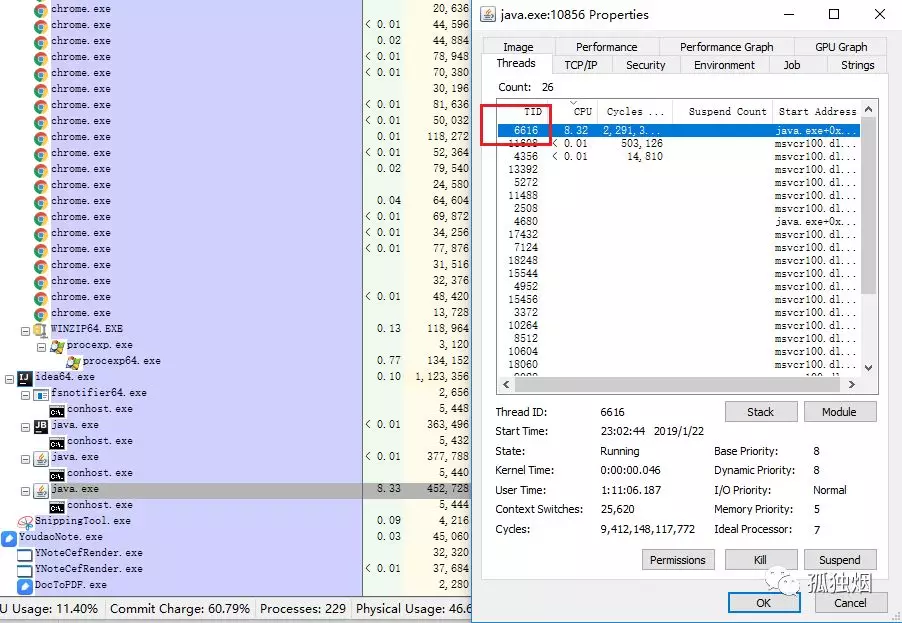 chrome.exe 20,636
chrome.exe < 0.01 44,596
chrome.exe 0.02 44,884
chrome.exe < 0.01 78,948
chrome.exe < 0.01 70,380
chrome.exe 30,196
chrome.exe < 0.01 81,636
chrome.exe < 0.01 50,032
chrome.exe 0.01 118,272
chrome.exe < 0.01 52,364
chrome.exe 0.02 79,540
chrome.exe 24,580
chrome.exe 0.04 64,604
chrome.exe < 0.01 69,872
chrome.exe < 0.01 34,256
chrome.exe < 0.01 77,876
chrome.exe 31,516
chrome.exe 32,376
chrome.exe < 0.01 48,420
chrome.exe 13,728
WINZIP64.EXE 0.13 118,964
procexp.exe 3,120
procexp64.exe 0.77 134,152
idea64.exe 0.10 1,123,356
fsnotifier64.exe 2,656
conhost.exe 5,448
java.exe < 0.01 363,496
conhost.exe 5,432
java.exe < 0.01 377,788
conhost.exe 5,440
java.exe 8.33 452,728
conhost.exe 5,444
SnippingTool.exe 0.09 4,216
YoudaoNote.exe 0.03 45,060
YNoteCefRender.exe 32,320
YNoteCefRender.exe < 0.01 37,684
DocToPDF.exe 2,280
U Usage: 11.40% Commit Charge: 60.79% Processes: 229 Physical Usage: 46.6
java.exe:10856 Properties
Image Performance Performance Graph GPU Graph
Threads TCP/IP Security Environment Job Strings
Count: 26
TID CPU Cycles ... Suspend Count Start Address
6616 8.32 2,291,3... java.exe+0x...
11608 < 0.01 503,126 msvcr100.dl...
4356 < 0.01 14,810 msvcr100.dl...
13392 msvcr100.dl...
5272 msvcr100.dl...
11488 msvcr100.dl...
2508 msvcr100.dl...
4680 java.exe+0x...
17432 msvcr100.dl...
7124 msvcr100.dl...
18248 msvcr100.dl...
15544 msvcr100.dl...
4952 msvcr100.dl...
15456 msvcr100.dl...
3372 msvcr100.dl...
10264 msvcr100.dl...
8512 msvcr100.dl...
10604 msvcr100.dl...
18060 msvcr100.dl...
Thread ID: 6616 Stack Module
Start Time: 23:02:44 2019/1/22
State: Running Base Priority: 8
Kernel Time: 0:00:00.046 Dynamic Priority: 8
User Time: 1:11:06.187 I/O Priority: Normal
Context Switches: 25,620 Memory Priority: 5
Cycles: 9,412,148,117,772 Ideal Processor: 7
Permissions Kill Suspend
OK Cancel
孤独烟